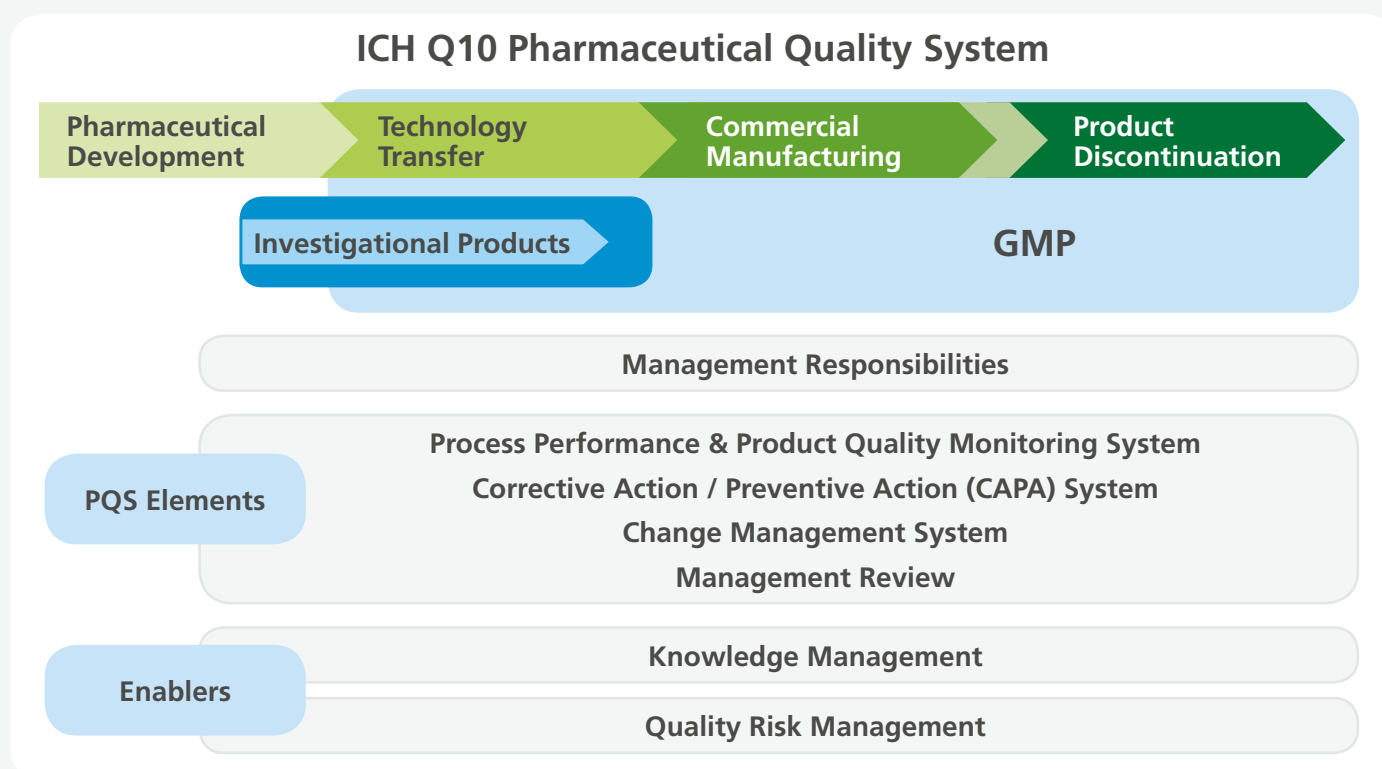 ICH Q10 Pharmaceutical Quality System
Pharmaceutical
Development
Technology
Transfer
Commercial
Manufacturing
Product
Discontinuation
Investigational Products
GMP
Management Responsibilities
PQS Elements
Process Performance & Product Quality Monitoring System
Corrective Action / Preventive Action (CAPA) System
Change Management System
Management Review
Enablers
Knowledge Management
Quality Risk Management